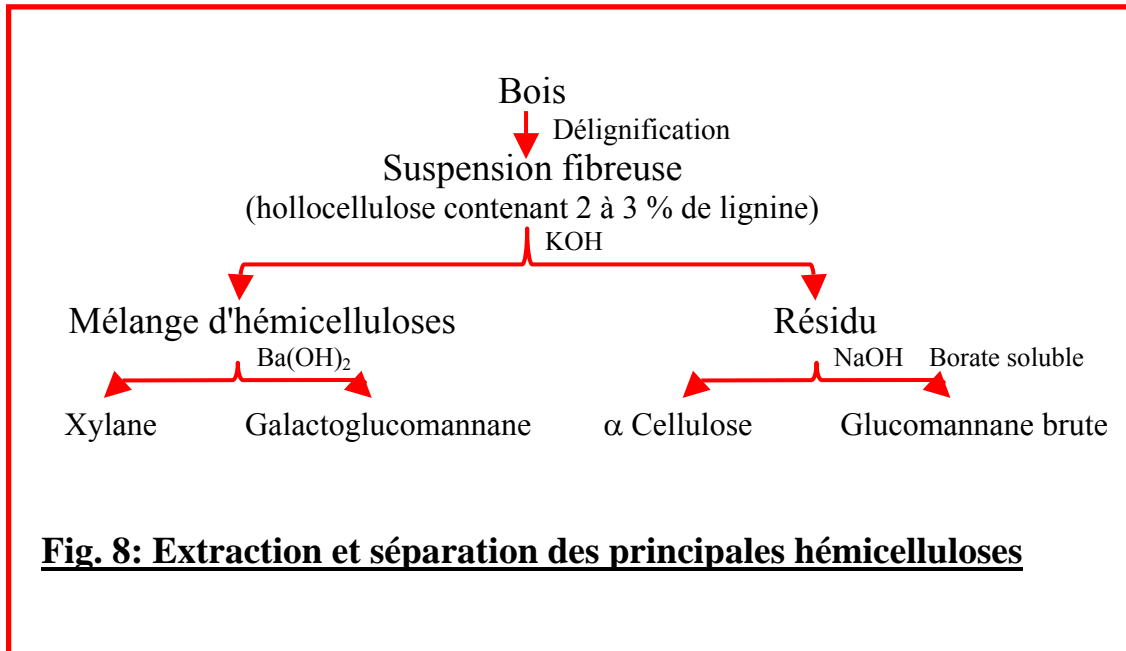 Bois
Délignification
Suspension fibreuse
(hollocellulose contenant 2 à 3 % de lignine)
KOH
Mélange d'hémicelluloses Résidu
Ba(OH)₂ NaOH Borate soluble
Xylane Galactoglucomannane α Cellulose Glucomannane brute
Fig. 8: Extraction et séparation des principales hémicelluloses